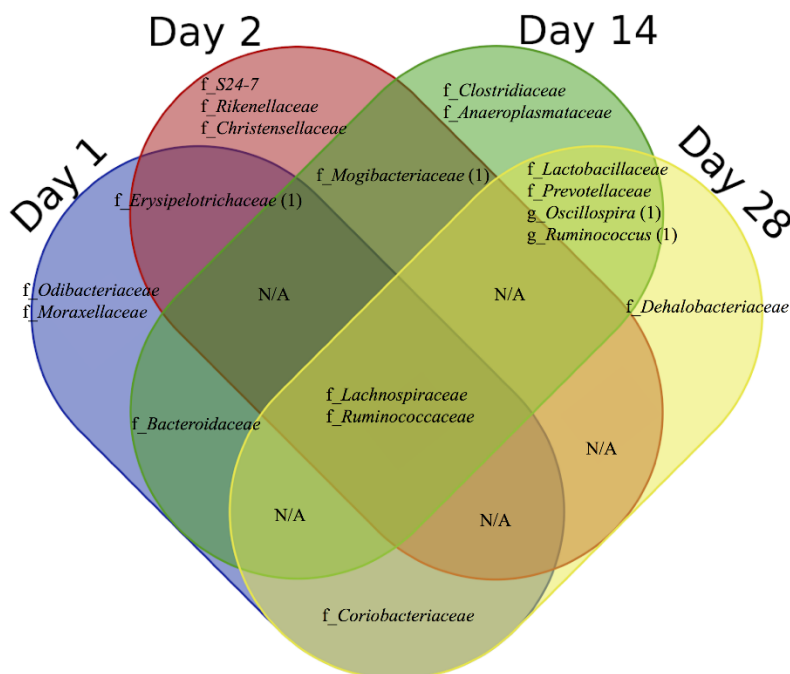 Day 2
Day 14
Day 1
Day 28
f_S24-7
f_Rikenellaceae
f_Christensellaceae
f_Clostridiaceae
f_Anaeroplasmataceae
f_Mogibacteriaceae (1)
f_Erysipelotrichaceae (1)
f_Lactobacillaceae
f_Prevotellaceae
g_Oscillospira (1)
g_Ruminococcus (1)
f_Odibacteriaceae
f_Moraxellaceae
N/A
N/A
f_Dehalobacteriaceae
f_Lachnospiraceae
f_Ruminococcaceae
f_Bacteroidaceae
N/A
N/A
N/A
f_Coriobacteriaceae